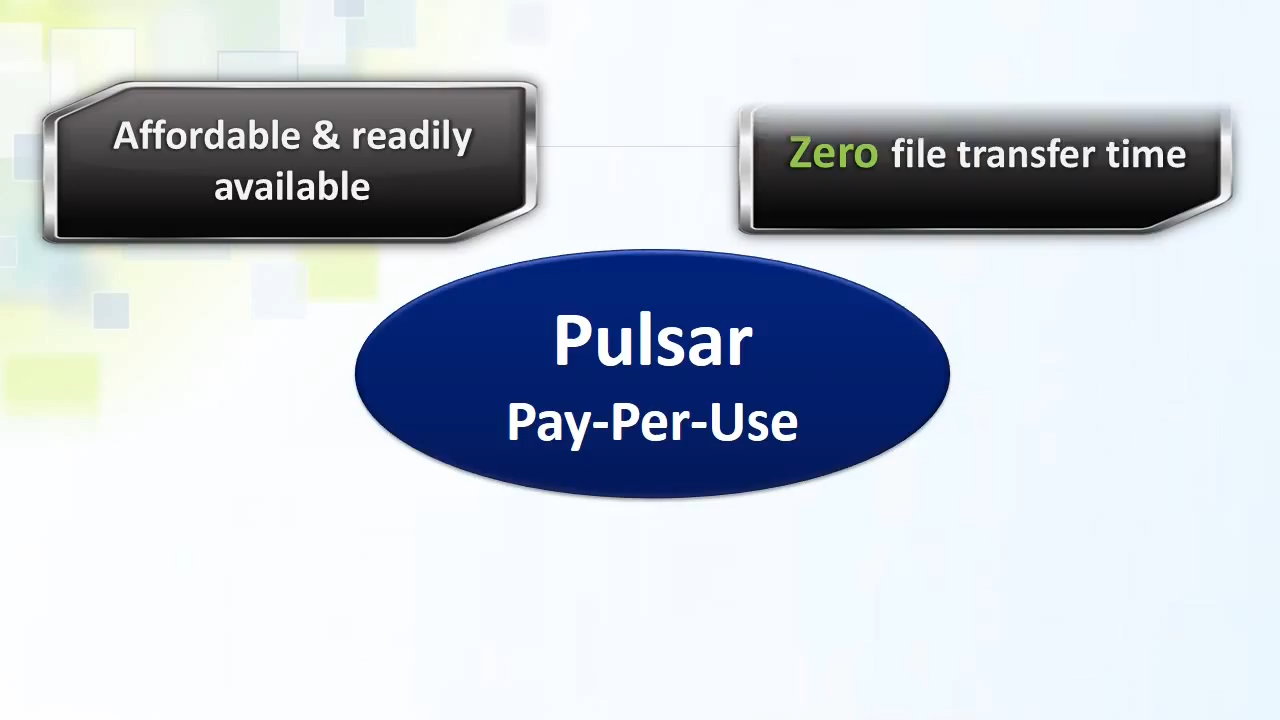 Affordable & readily
available
Zero file transfer time
Pulsar
Pay-Per-Use